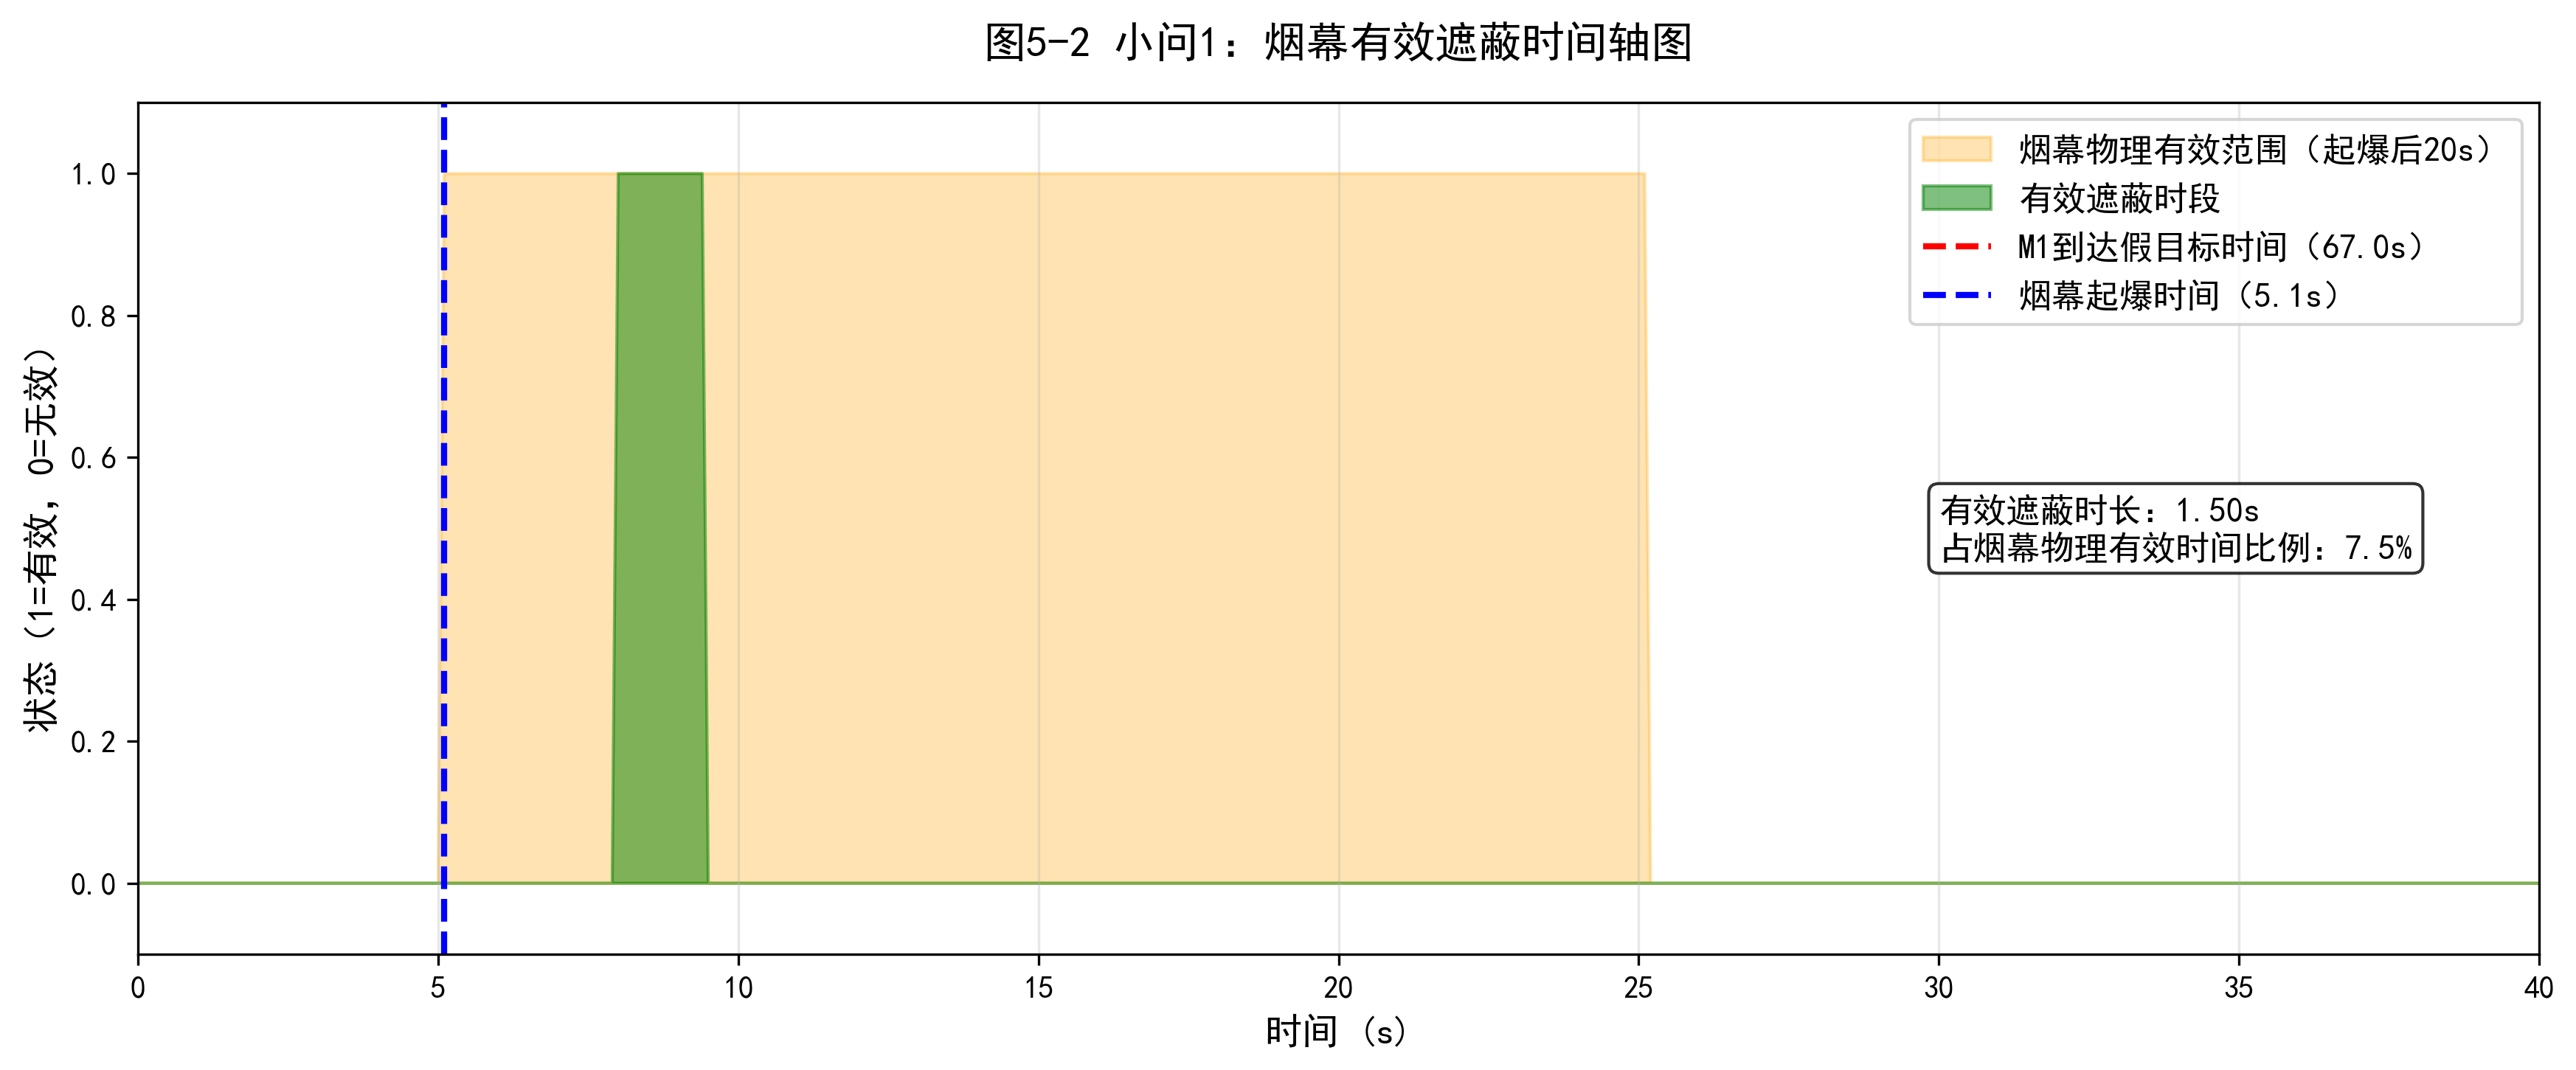 图5-2 小问1：烟幕有效遮蔽时间轴图
烟幕物理有效范围（起爆后20s）
有效遮蔽时段
M1到达假目标时间（67.0s）
烟幕起爆时间（5.1s）
有效遮蔽时长：1.50s
占烟幕物理有效时间比例：7.5%
状态（1=有效, 0=无效）
1.0
0.8
0.6
0.4
0.2
0.0
0 5 10 15 20 25 30 35 40
时间 (s)